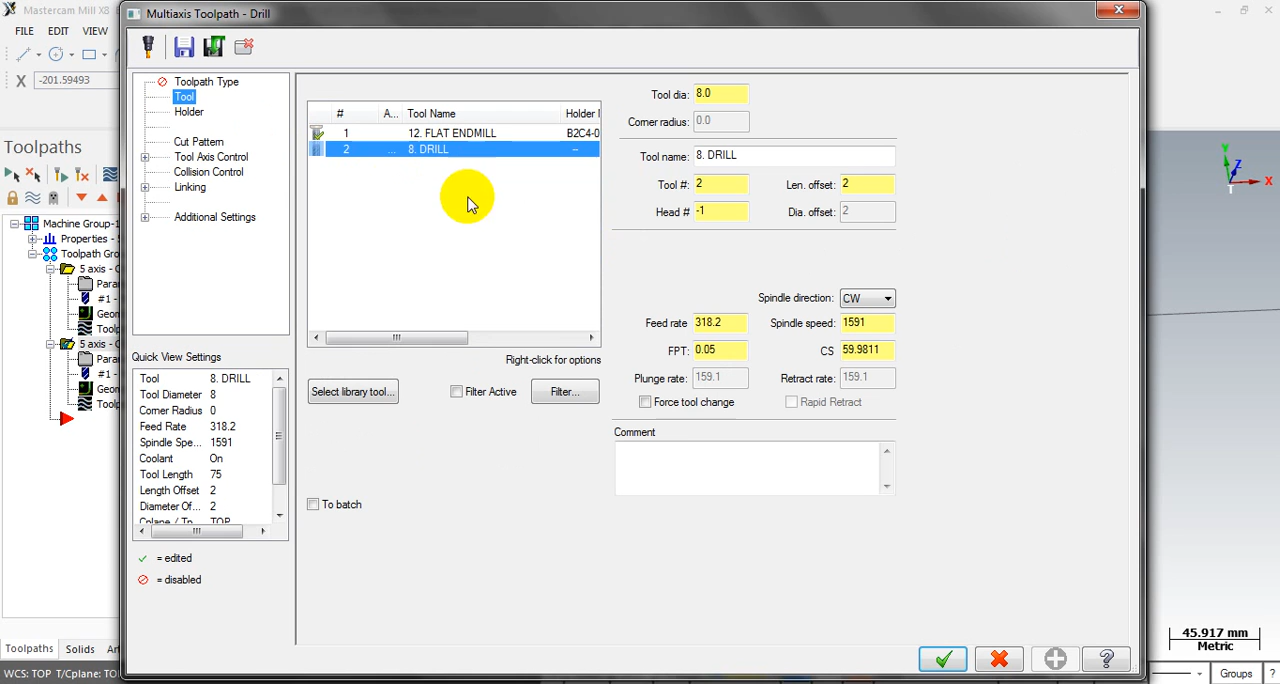 Mastercam Mill X8
Multiaxis Toolpath - Drill
FILE EDIT VIEW
X -201.59493
Toolpaths
Machine Group-1
Properties - S
Toolpath Gro
5 axis - C
Para
#1 -
Geom
Toolp
5 axis - C
Para
#1 -
Geom
Toolp
Toolpaths Solids Art
WCS: TOP T/Cplane: TO
Toolpath Type
Tool
Holder
Cut Pattern
Tool Axis Control
Collision Control
Linking
Additional Settings
Quick View Settings
Tool 8. DRILL
Tool Diameter 8
Corner Radius 0
Feed Rate 318.2
Spindle Spe... 1591
Coolant On
Tool Length 75
Length Offset 2
Diameter Of... 2
Cplane / Tp... TOP
= edited
= disabled
# A... Tool Name Holder
1 12. FLAT ENDMILL B2C4-0
2 ... 8. DRILL --
Right-click for options
Select library tool... Filter Active Filter...
To batch
Tool dia: 8.0
Corner radius: 0.0
Tool name: 8. DRILL
Tool #: 2 Len. offset: 2
Head # -1 Dia. offset: 2
Spindle direction: CW
Feed rate 318.2 Spindle speed: 1591
FPT: 0.05 CS 59.9811
Plunge rate: 159.1 Retract rate: 159.1
Force tool change Rapid Retract
Comment
Y
Z
X
T
45.917 mm
Metric
Groups ?